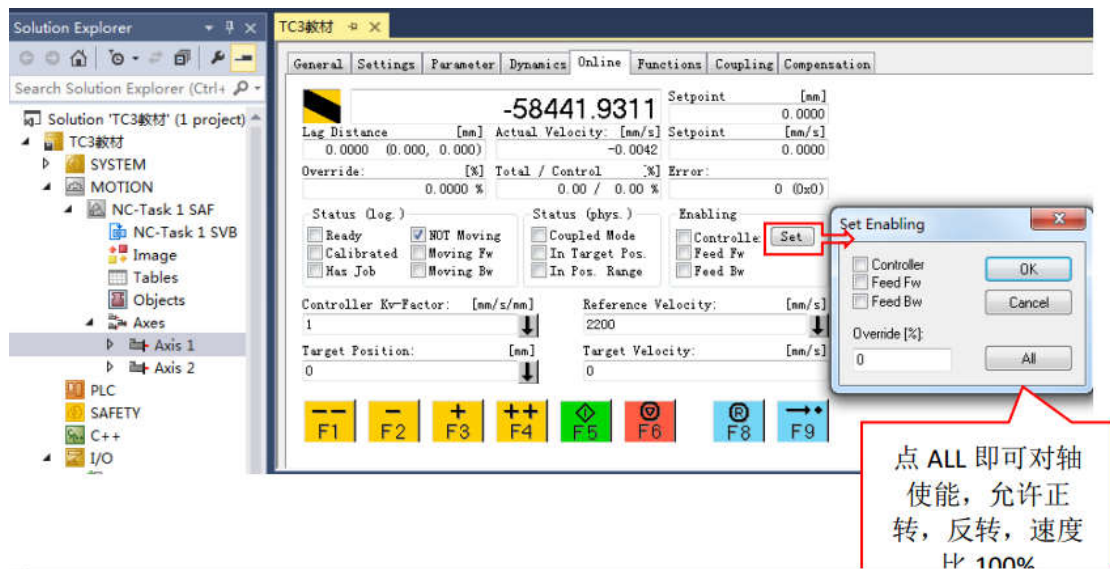 Solution Explorer
TC3教材
Search Solution Explorer (Ctrl+
Solution 'TC3教材' (1 project)
TC3教材
SYSTEM
MOTION
NC-Task 1 SAF
NC-Task 1 SVB
Image
Tables
Objects
Axes
Axis 1
Axis 2
PLC
SAFETY
C++
I/O
General Settings Parameter Dynamics Online Functions Coupling Compensation
-58441.9311
Setpoint [mm]
0.0000
Lag Distance [mm] Actual Velocity: [mm/s] Setpoint [mm/s]
0.0000 (0.000, 0.000) -0.0042 0.0000
Override: [%] Total / Control %] Error:
0.0000 % 0.00 / 0.00 % 0 (0x0)
Status (log.) Status (phys.) Enabling
Ready NOT Moving Coupled Mode Controlle Set
Calibrated Moving Fw In Target Pos. Feed Fw
Has Job Moving Bw In Pos. Range Feed Bw
Controller Kv-Factor: [mm/s/mm] Reference Velocity: [mm/s]
1 2200
Target Position: [mm] Target Velocity: [mm/s]
0 0
-- - + ++
F1 F2 F3 F4 F5 F6 F8 F9
Set Enabling
Controller OK
Feed Fw
Feed Bw Cancel
Override [%]:
0 All
点 ALL 即可对轴
使能，允许正
转，反转，速度
比 100%